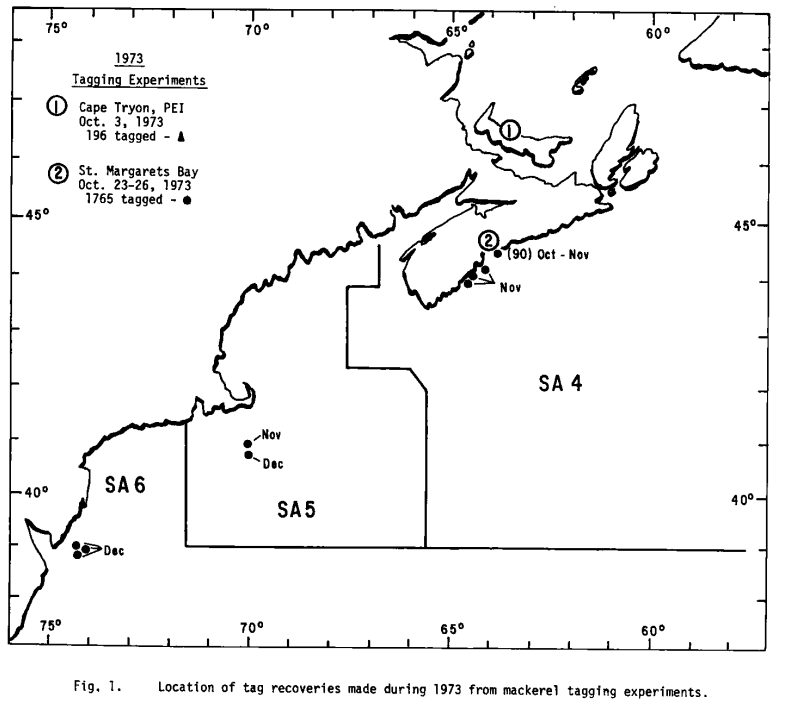 75°
70°
65°
60°
1973
Tagging Experiments
1 Cape Tryon, PEI
Oct. 3, 1973
196 tagged - ▲
2 St. Margarets Bay
Oct. 23-26, 1973
1765 tagged - ●
1
45°
45°
2
(90) Oct - Nov
Nov
SA 4
Nov
Dec
SA 6
40°
40°
SA5
Dec
75°
70°
65°
60°
Fig. 1. Location of tag recoveries made during 1973 from mackerel tagging experiments.